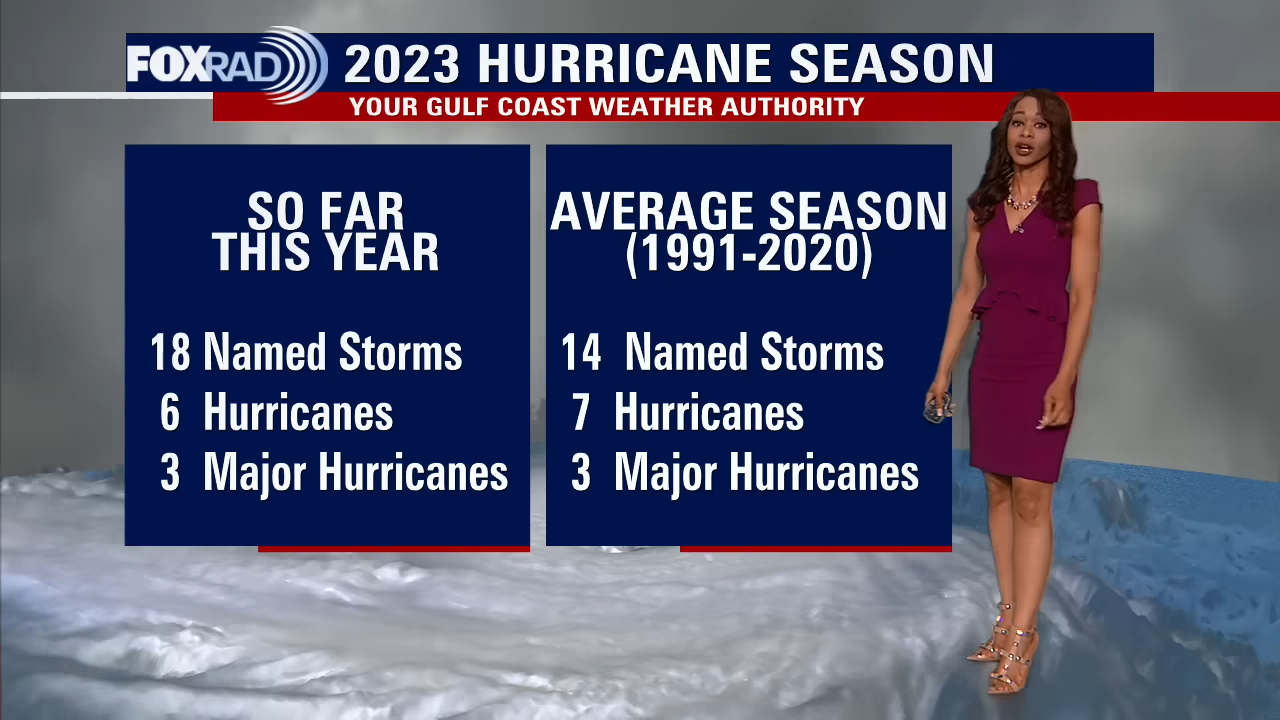 FOXRAD 2023 HURRICANE SEASON
YOUR GULF COAST WEATHER AUTHORITY
SO FAR
THIS YEAR
18 Named Storms
6 Hurricanes
3 Major Hurricanes
AVERAGE SEASON
(1991-2020)
14 Named Storms
7 Hurricanes
3 Major Hurricanes